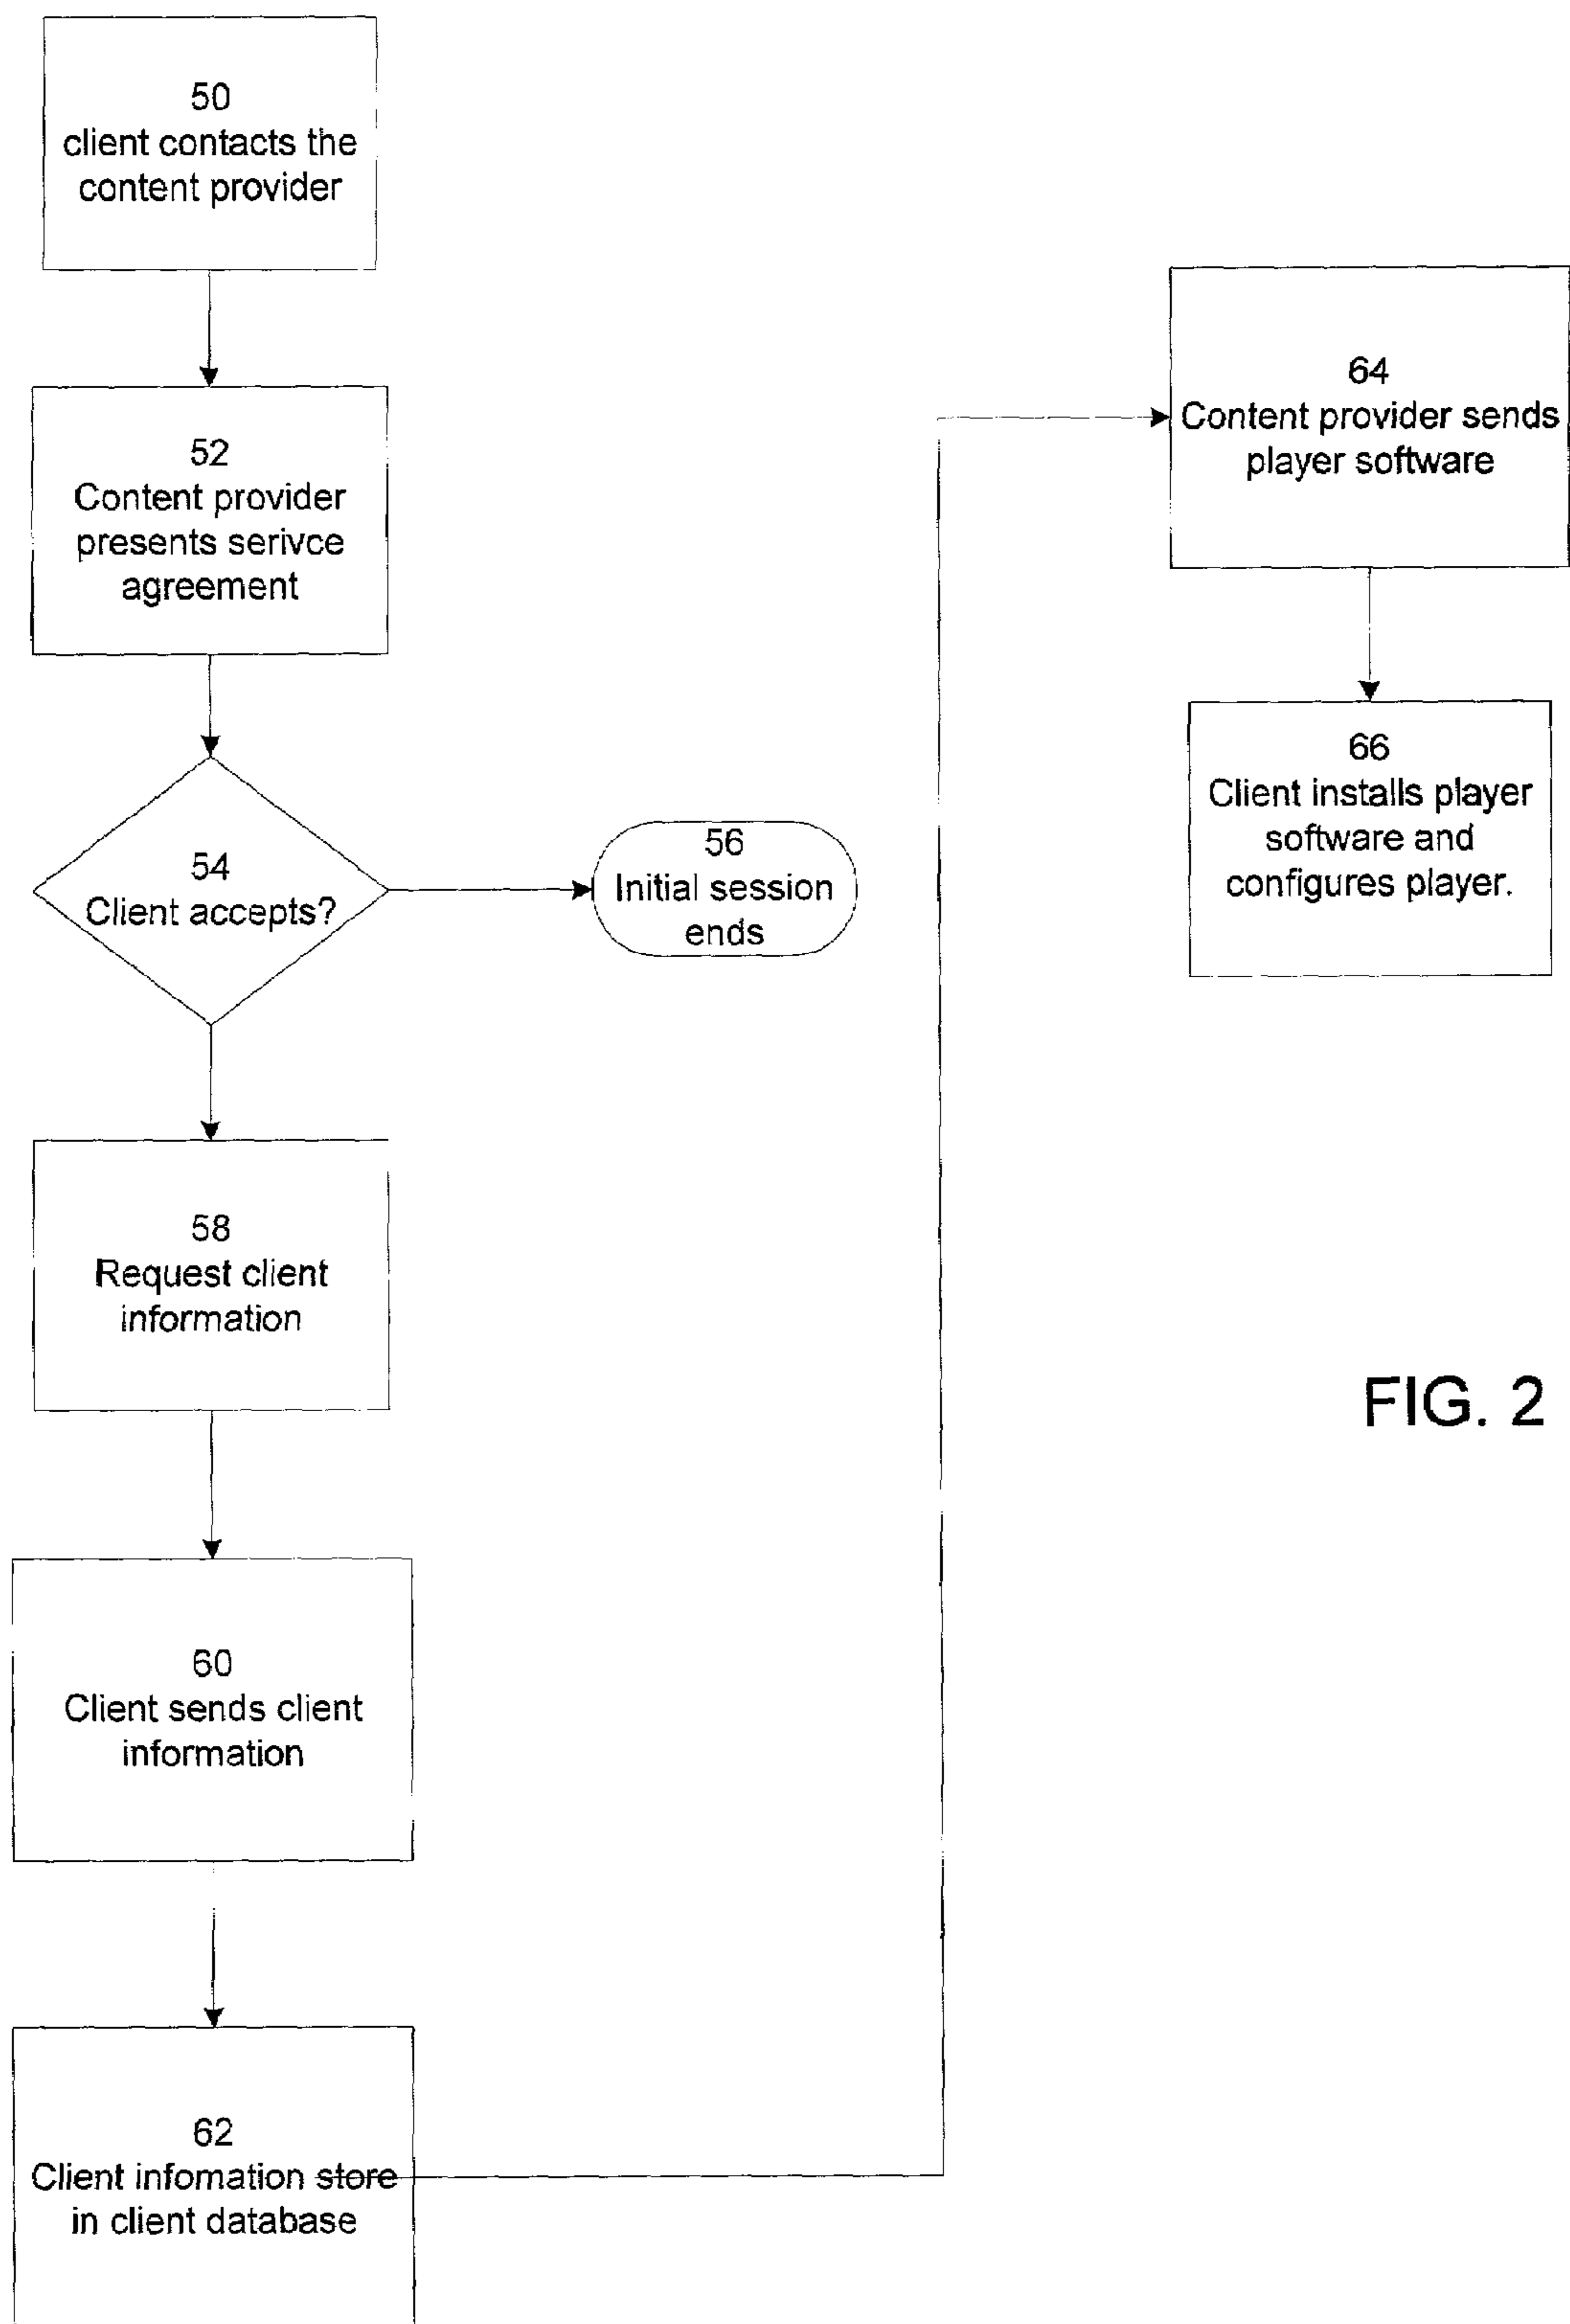 50
client contacts the
content provider
52
Content provider
presents serivce
agreement
54
Client accepts?
56
Initial session
ends
58
Request client
information
60
Client sends client
information
62
Client infomation store
in client database
64
Content provider sends
player software
66
Client installs player
software and
configures player.
FIG. 2